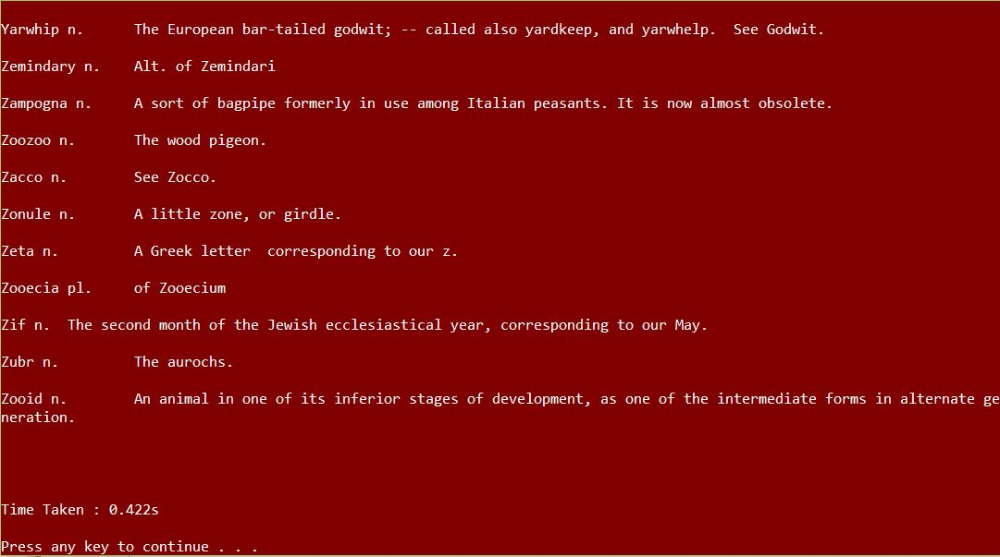 Yarwhip n.      The European bar-tailed godwit; -- called also yardkeep, and yarwhelp.  See Godwit.
Zemindary n.    Alt. of Zemindari
Zampogna n.     A sort of bagpipe formerly in use among Italian peasants. It is now almost obsolete.
Zoozoo n.       The wood pigeon.
Zacco n.        See Zocco.
Zonule n.       A little zone, or girdle.
Zeta n.         A Greek letter  corresponding to our z.
Zooecia pl.     of Zooecium
Zif n.  The second month of the Jewish ecclesiastical year, corresponding to our May.
Zubr n.         The aurochs.
Zooid n.        An animal in one of its inferior stages of development, as one of the intermediate forms in alternate ge
neration.
Time Taken : 0.422s
Press any key to continue . . .